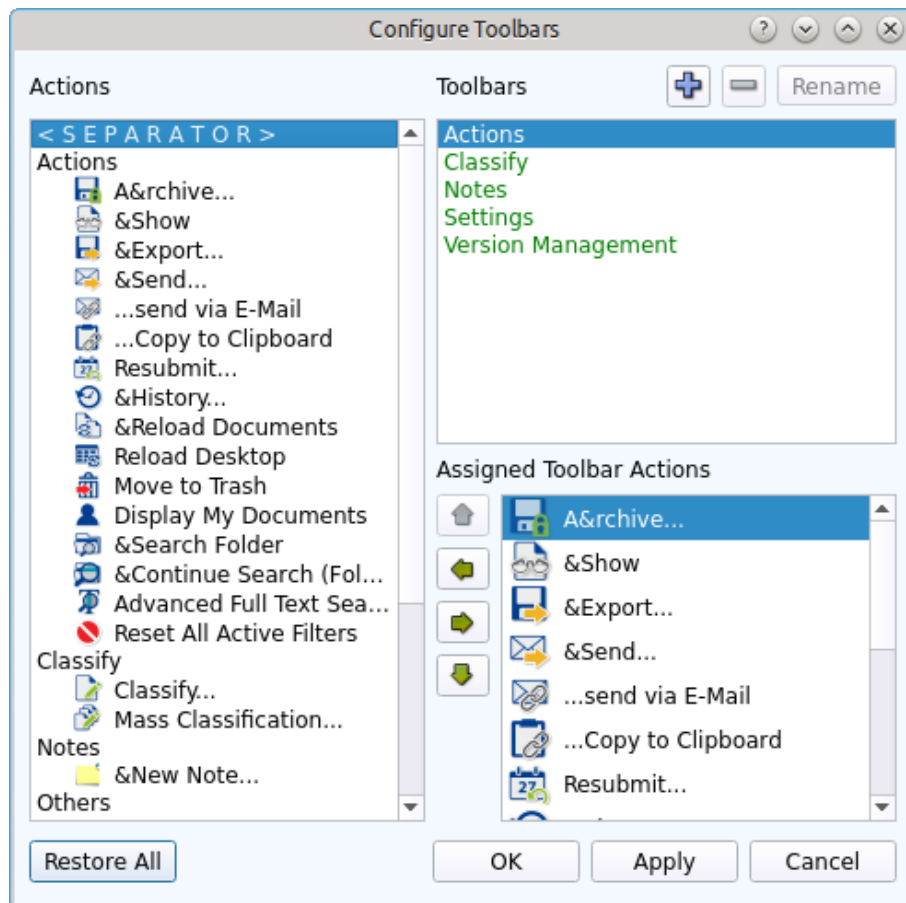 Configure Toolbars
Actions
< S E P A R A T O R >
Actions
A&rchive...
&Show
&Export...
&Send...
...send via E-Mail
...Copy to Clipboard
Resubmit...
&History...
&Reload Documents
Reload Desktop
Move to Trash
Display My Documents
&Search Folder
&Continue Search (Fol...
Advanced Full Text Sea...
Reset All Active Filters
Classify
Classify...
Mass Classification...
Notes
&New Note...
Others
Toolbars
Rename
Actions
Classify
Notes
Settings
Version Management
Assigned Toolbar Actions
A&rchive...
&Show
&Export...
&Send...
...send via E-Mail
...Copy to Clipboard
Resubmit...
Restore All
OK
Apply
Cancel